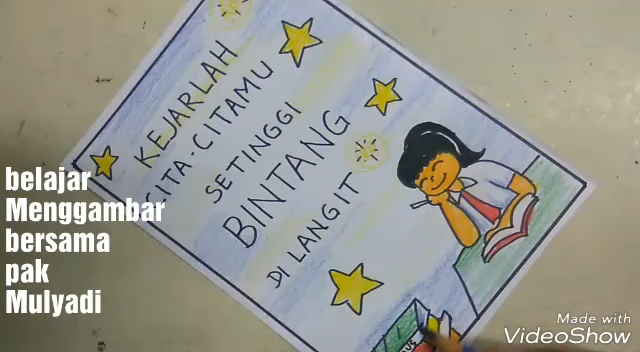 KEJARLAH
CITA-CITAMU
SETINGGI
BINTANG
DI LANGIT
belajar
Menggambar
bersama
pak
Mulyadi
Made with
VideoShow